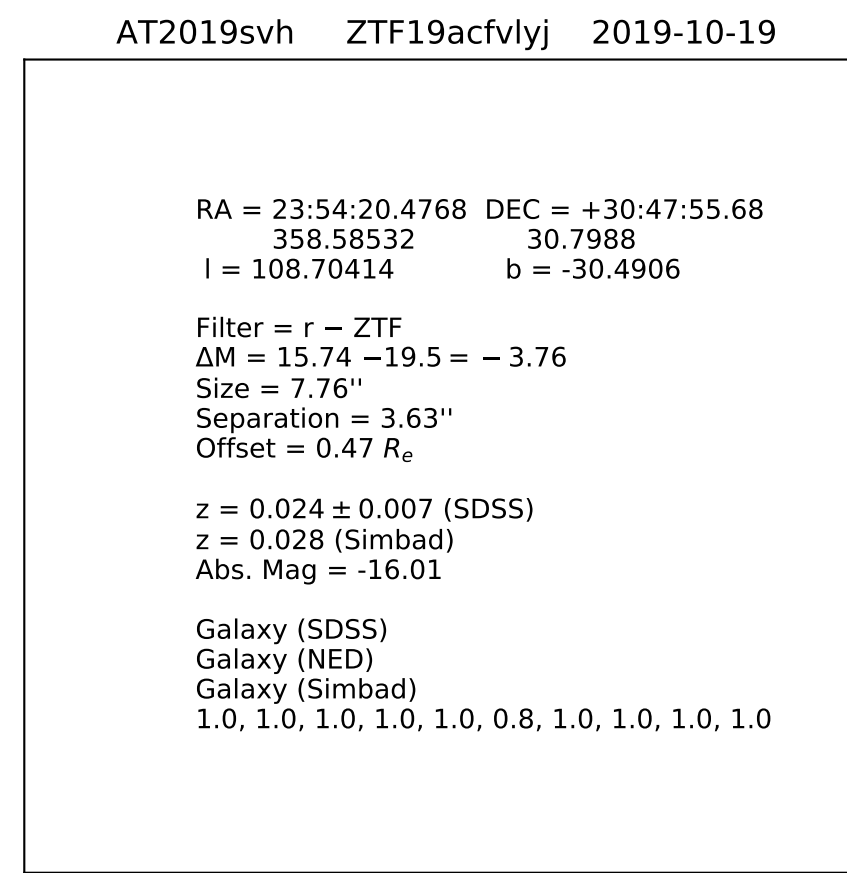 AT2019svh ZTF19acfvlyj 2019-10-19
RA = 23:54:20.4768 DEC = +30:47:55.68
358.58532 30.7988
l = 108.70414 b = -30.4906
Filter = r − ZTF
ΔM = 15.74 −19.5 = − 3.76
Size = 7.76''
Separation = 3.63''
Offset = 0.47 Re
z = 0.024 ± 0.007 (SDSS)
z = 0.028 (Simbad)
Abs. Mag = -16.01
Galaxy (SDSS)
Galaxy (NED)
Galaxy (Simbad)
1.0, 1.0, 1.0, 1.0, 1.0, 0.8, 1.0, 1.0, 1.0, 1.0